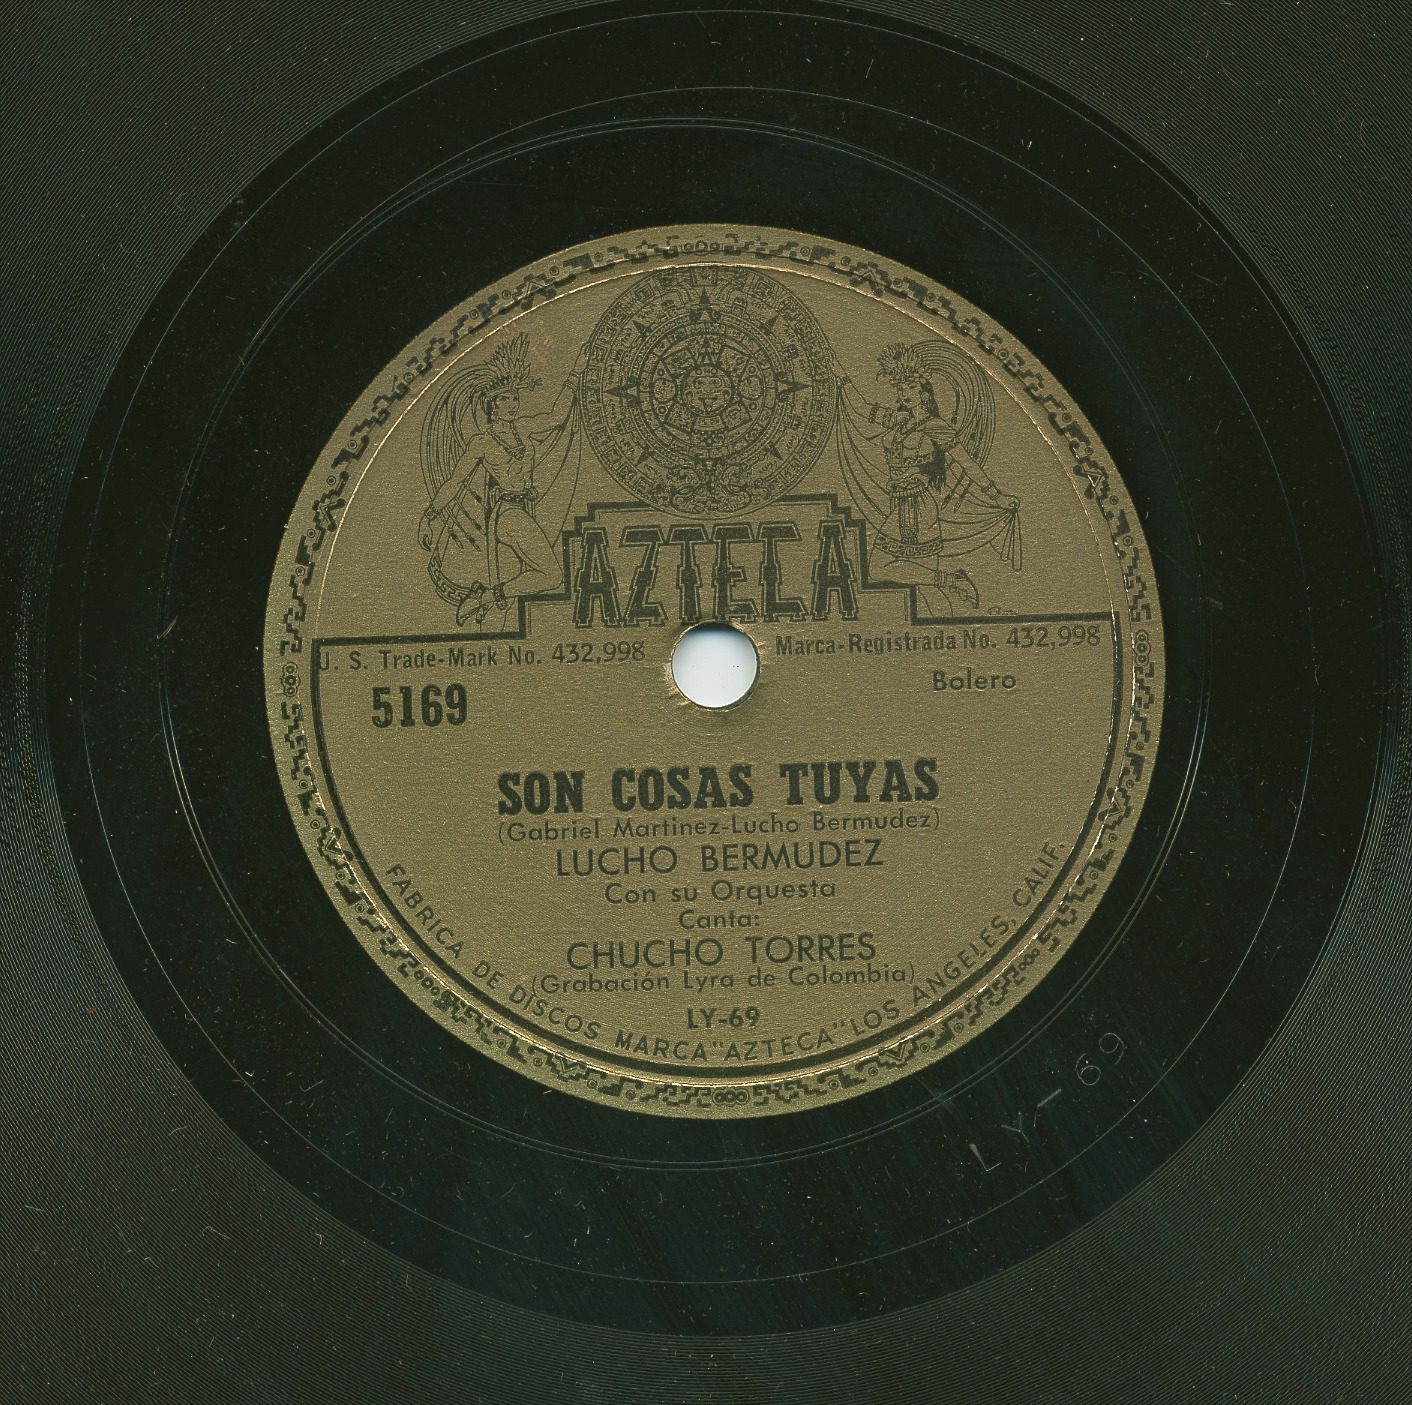 AZTECA
U. S. Trade-Mark No. 432,998
Marca-Registrada No. 432,998
5169
Bolero
SON COSAS TUYAS
(Gabriel Martinez-Lucho Bermudez)
LUCHO BERMUDEZ
Con su Orquesta
Canta:
CHUCHO TORRES
(Grabación Lyra de Colombia)
LY-69
FABRICA DE DISCOS MARCA "AZTECA" LOS ANGELES, CALIF.
LY-69